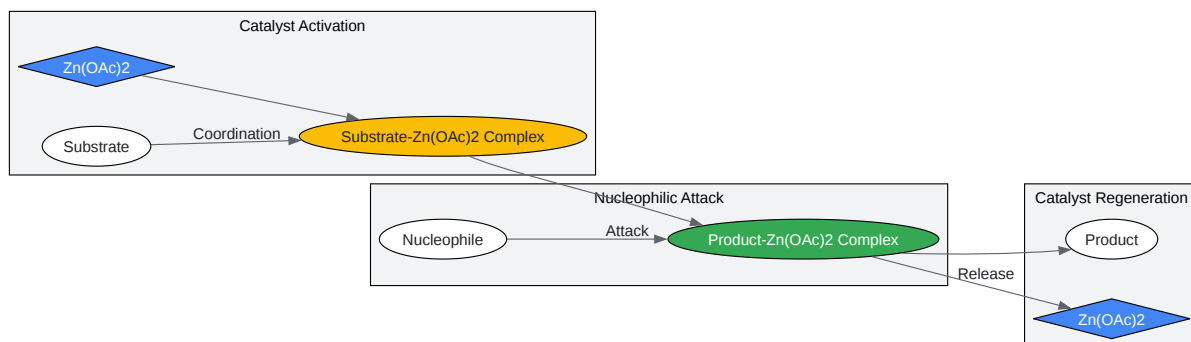 Catalyst Activation
Zn(OAc)2
Substrate
Coordination
Substrate-Zn(OAc)2 Complex
Nucleophilic Attack
Nucleophile
Attack
Product-Zn(OAc)2 Complex
Catalyst Regeneration
Product
Release
Zn(OAc)2